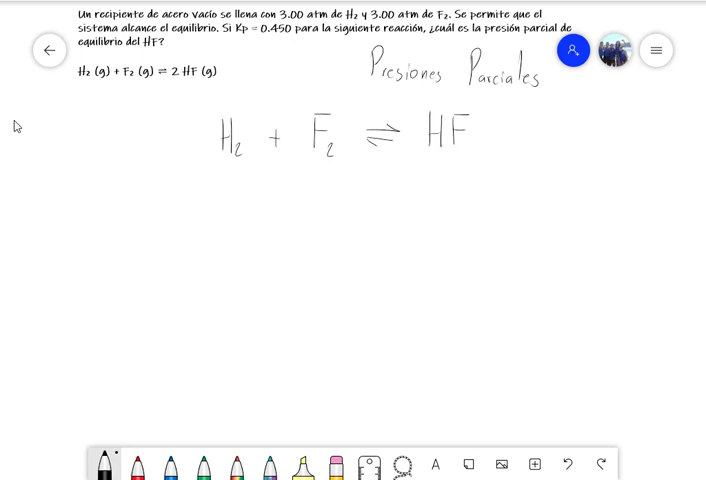 Un recipiente de acero vacío se llena con 3.00 atm de H₂ y 3.00 atm de F₂. Se permite que el
sistema alcance el equilibrio. Si Kp = 0.450 para la siguiente reacción, ¿cuál es la presión parcial de
equilibrio del HF?
H₂ (g) + F₂ (g) ⇌ 2 HF (g)
Presiones Parciales
H₂ + F₂ ⇌ HF
A